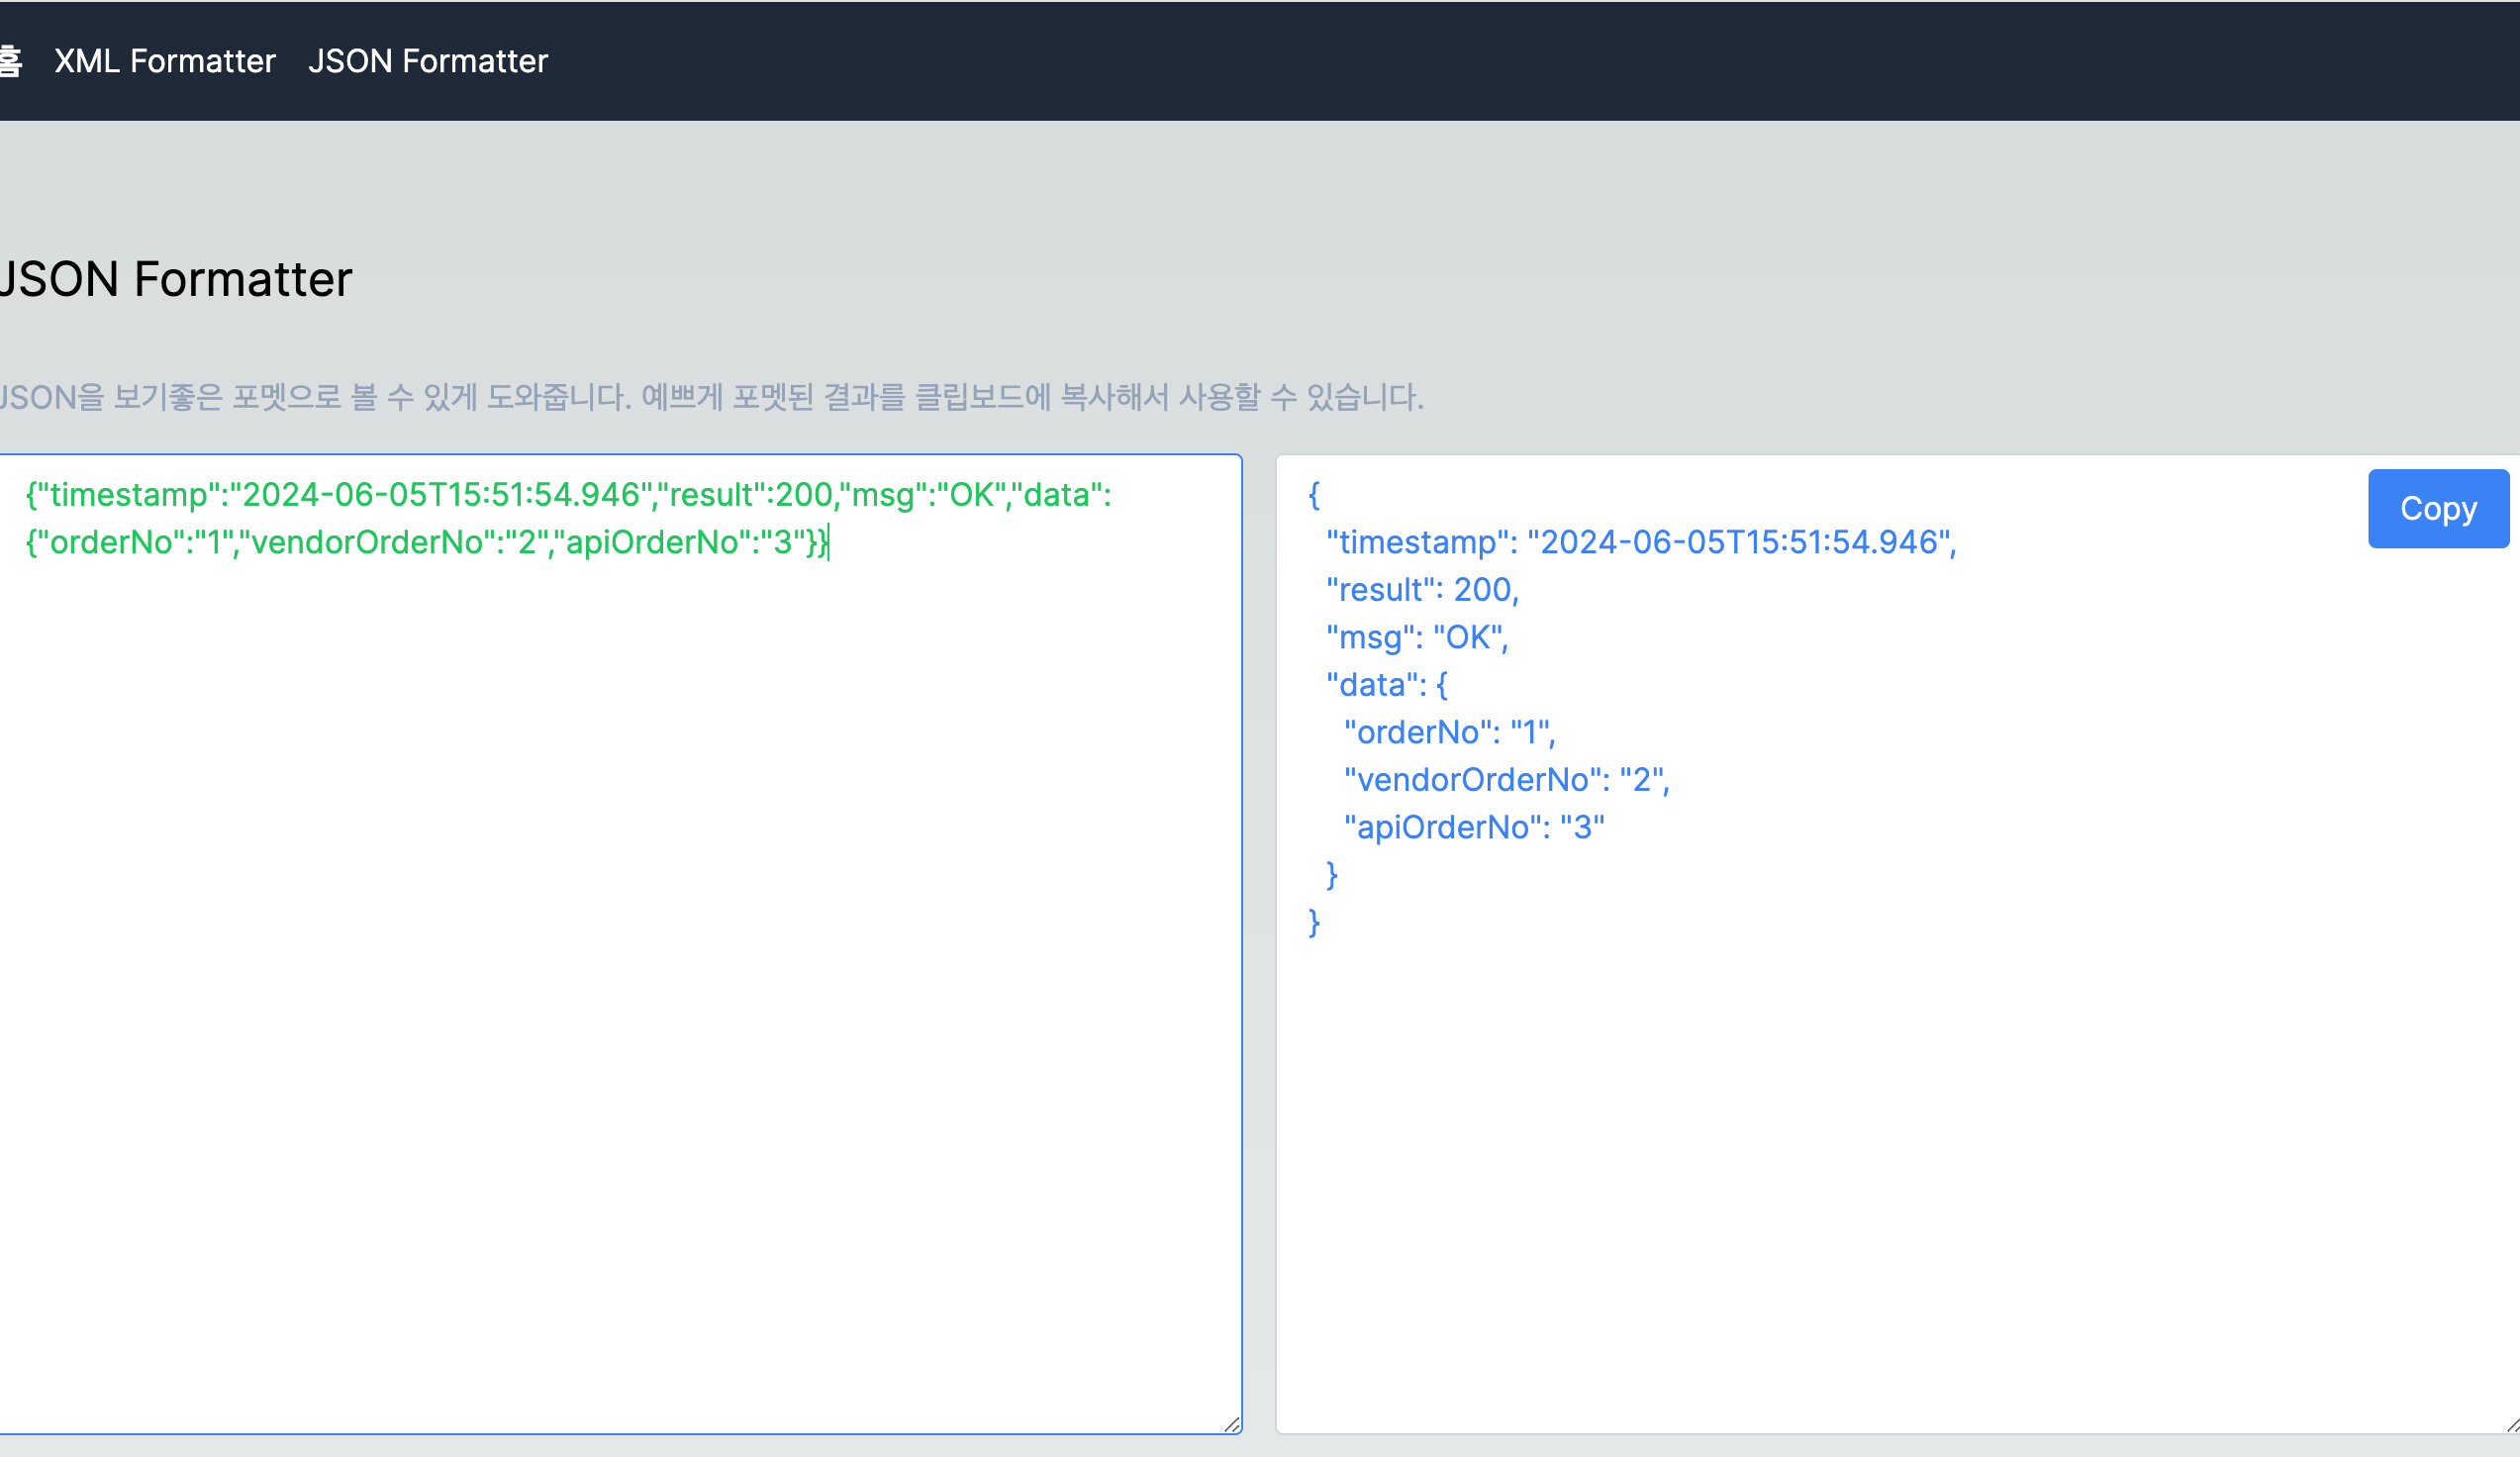 홈 XML Formatter JSON Formatter
JSON Formatter
JSON을 보기좋은 포멧으로 볼 수 있게 도와줍니다. 예쁘게 포멧된 결과를 클립보드에 복사해서 사용할 수 있습니다.
{"timestamp":"2024-06-05T15:51:54.946","result":200,"msg":"OK","data":
{"orderNo":"1","vendorOrderNo":"2","apiOrderNo":"3"}}
Copy
{
  "timestamp": "2024-06-05T15:51:54.946",
  "result": 200,
  "msg": "OK",
  "data": {
    "orderNo": "1",
    "vendorOrderNo": "2",
    "apiOrderNo": "3"
  }
}